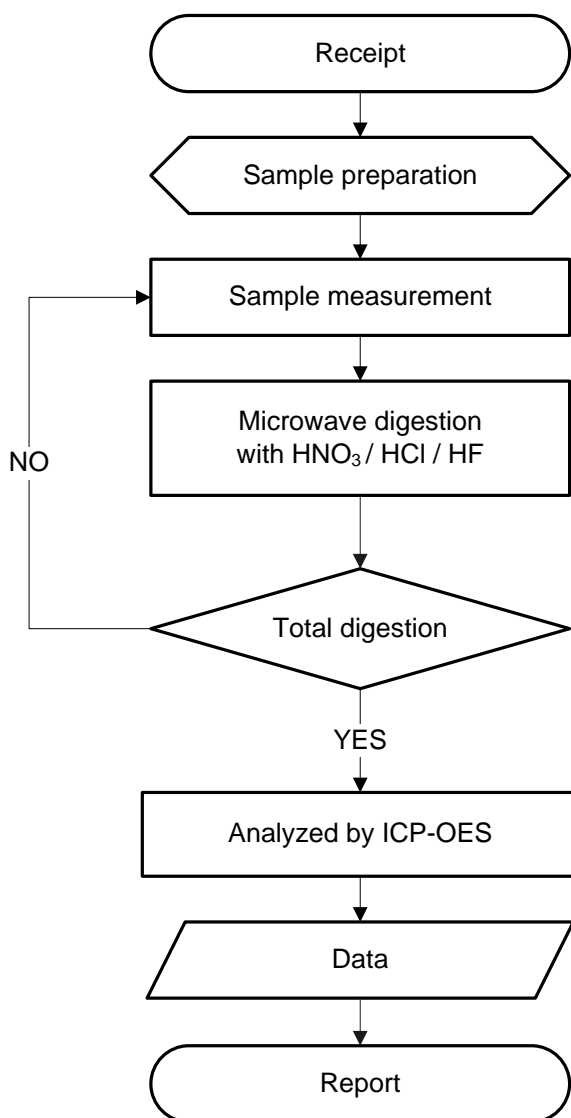 Receipt
Sample preparation
Sample measurement
Microwave digestion
with HNO₃ / HCl / HF
NO
Total digestion
YES
Analyzed by ICP-OES
Data
Report